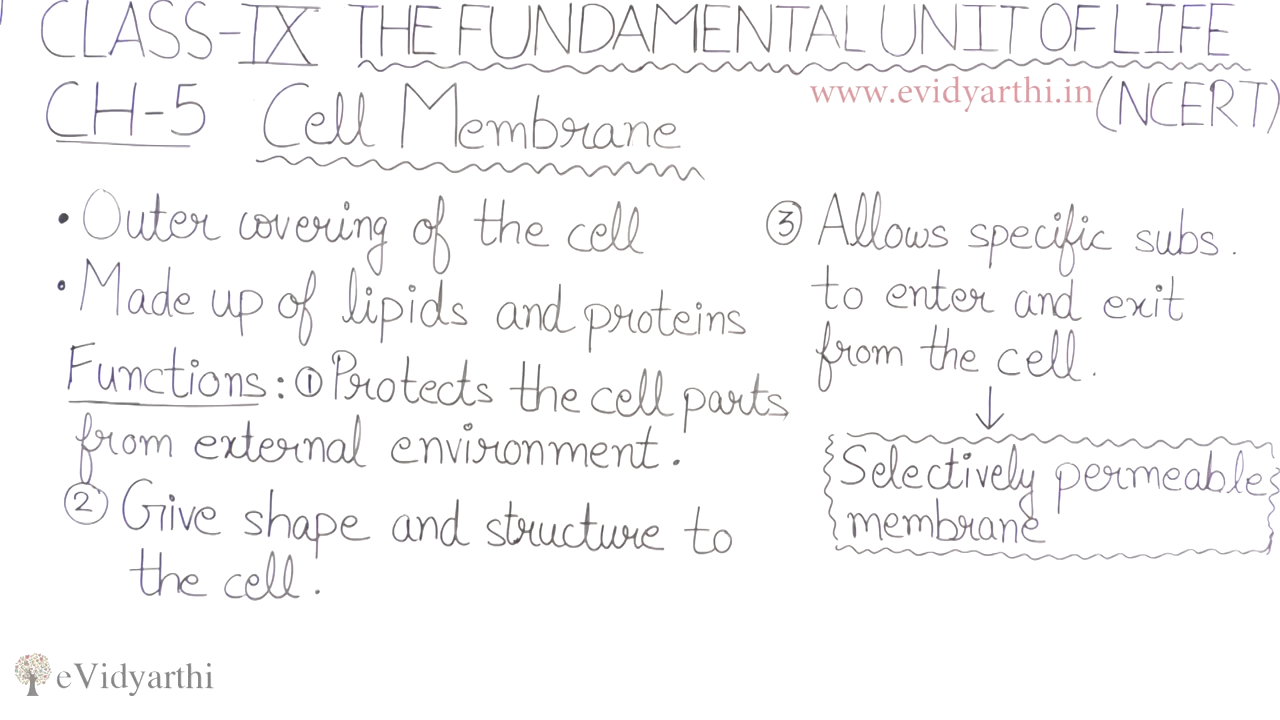 CLASS-IX THE FUNDAMENTAL UNIT OF LIFE
www.evidyarthi.in (NCERT)
CH-5 Cell Membrane
• Outer covering of the cell
• Made up of lipids and proteins
Functions: ① Protects the cell parts
from external environment.
② Give shape and structure to
the cell.
③ Allows specific subs.
to enter and exit
from the cell.
↓
Selectively permeable
membrane
eVidyarthi